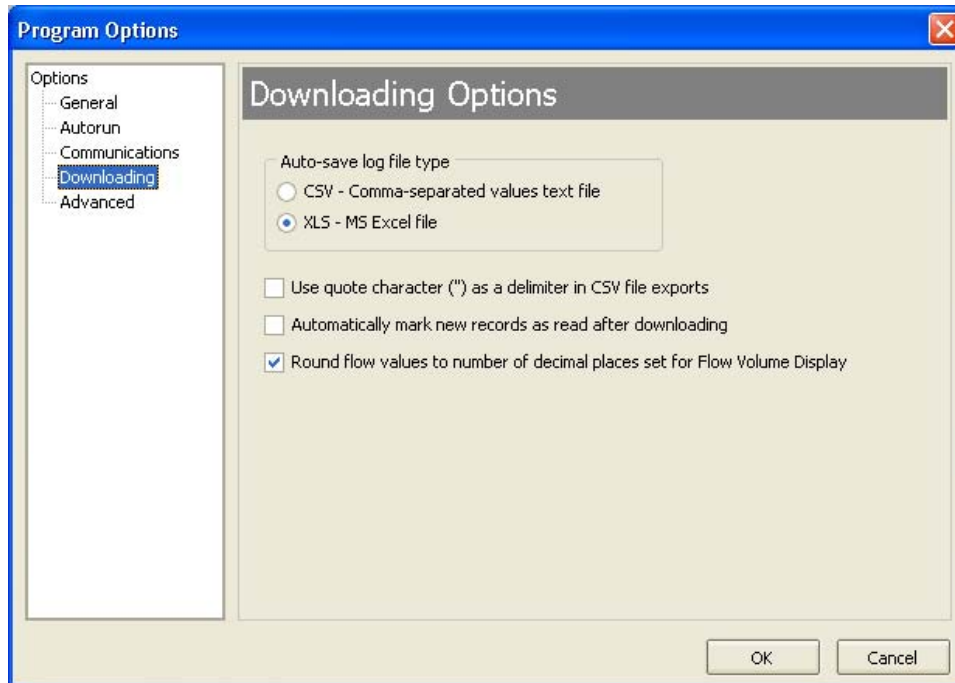 Program Options
Options
General
Autorun
Communications
Downloading
Advanced
Downloading Options
Auto-save log file type
CSV - Comma-separated values text file
XLS - MS Excel file
Use quote character (") as a delimiter in CSV file exports
Automatically mark new records as read after downloading
Round flow values to number of decimal places set for Flow Volume Display
OK
Cancel